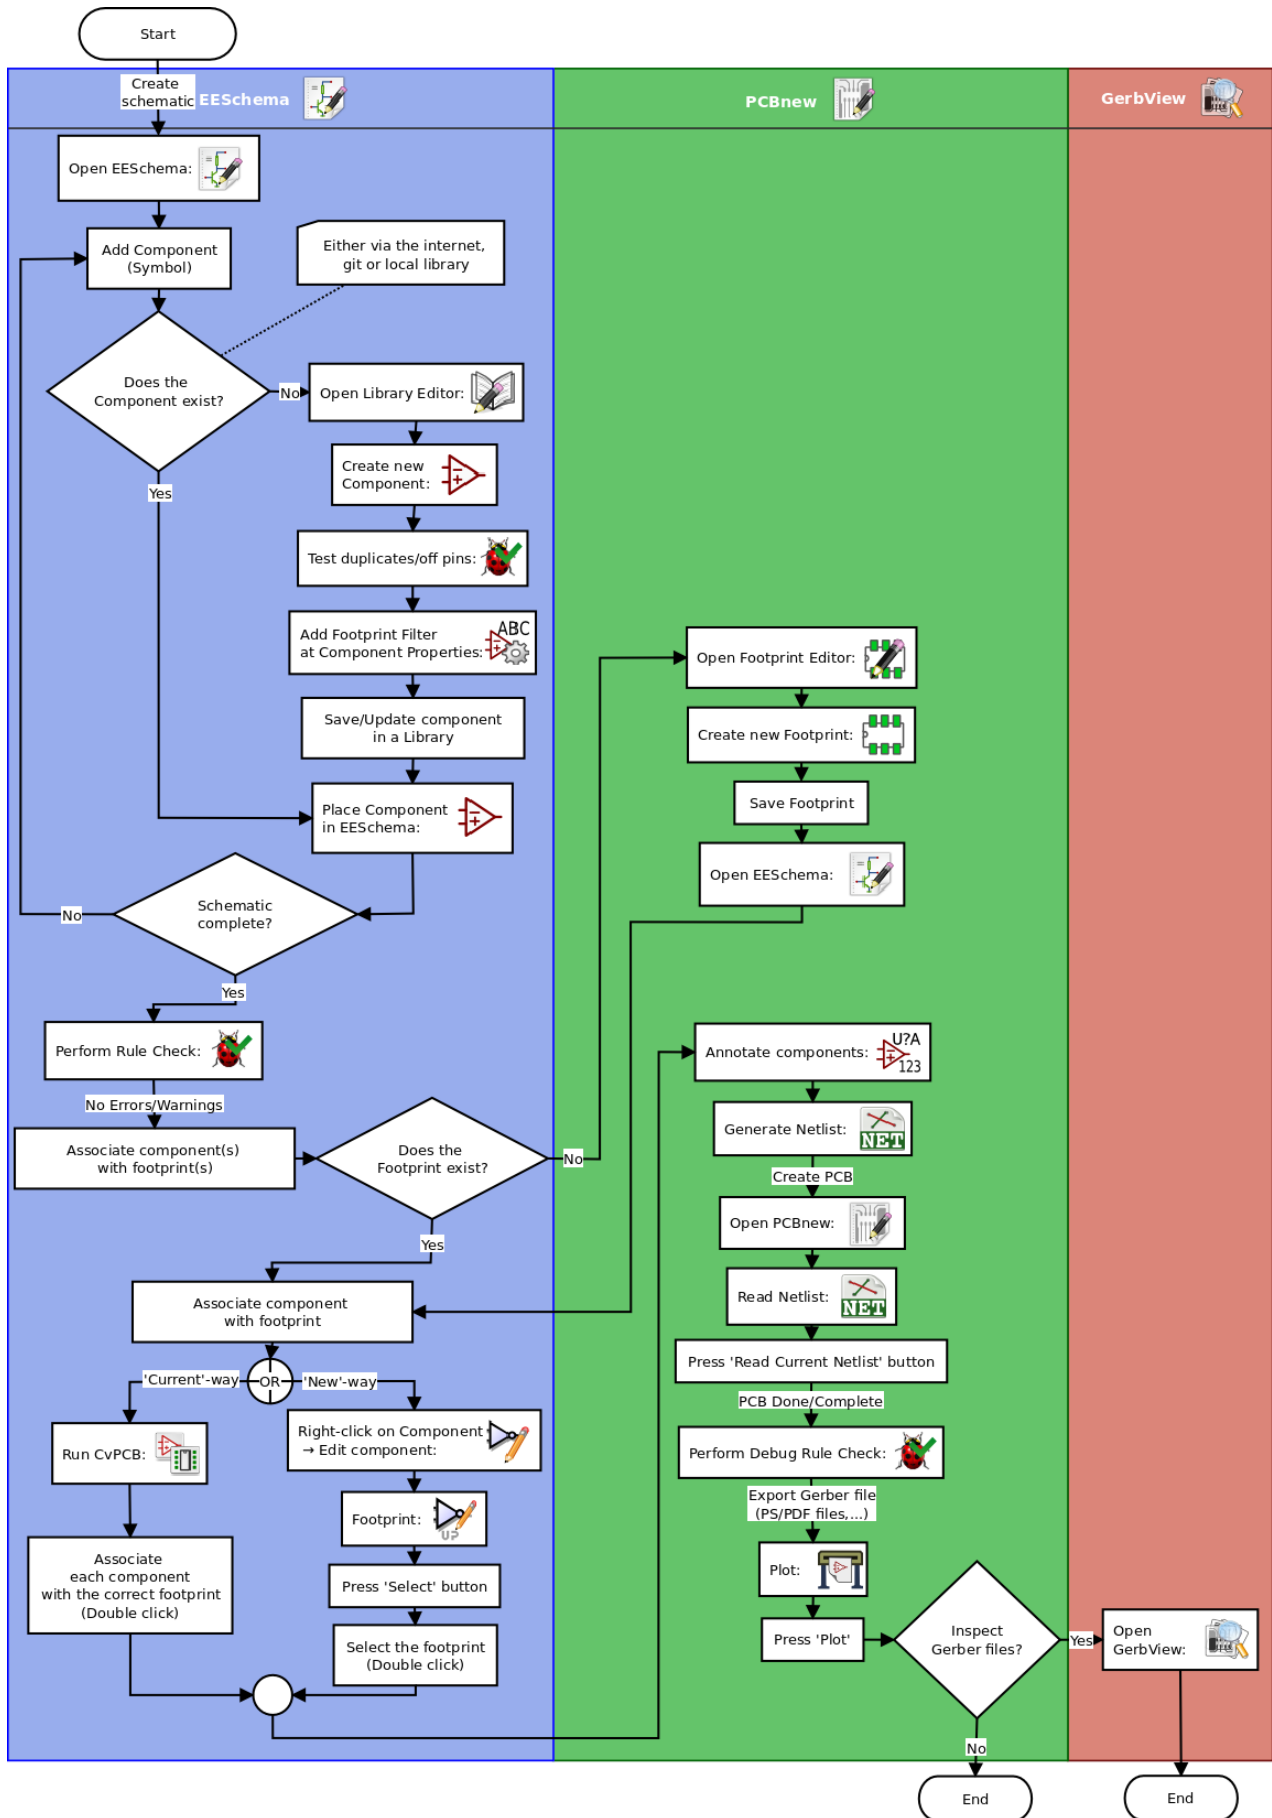 Start
Create
schematic
EESchema
PCBnew
GerbView
Open EESchema:
Add Component
(Symbol)
Either via the internet,
git or local library
Does the
Component exist?
No
Open Library Editor:
Create new
Component:
Yes
Test duplicates/off pins:
ABC
Add Footprint Filter
at Component Properties:
Save/Update component
in a Library
Place Component
in EESchema:
Schematic
complete?
No
Yes
Perform Rule Check:
No Errors/Warnings
Associate component(s)
with footprint(s)
Does the
Footprint exist?
No
Yes
Open Footprint Editor:
Create new Footprint:
Save Footprint
Open EESchema:
Associate component
with footprint
'Current'-way
OR
'New'-way
Run CvPCB:
Associate
each component
with the correct footprint
(Double click)
Right-click on Component
→ Edit component:
Footprint:
UP
Press 'Select' button
Select the footprint
(Double click)
Annotate components:
U?A
123
Generate Netlist:
NET
Create PCB
Open PCBnew:
Read Netlist:
NET
Press 'Read Current Netlist' button
PCB Done/Complete
Perform Debug Rule Check:
Export Gerber file
(PS/PDF files,...)
Plot:
Press 'Plot'
Inspect
Gerber files?
Yes
Open
GerbView:
No
End
End